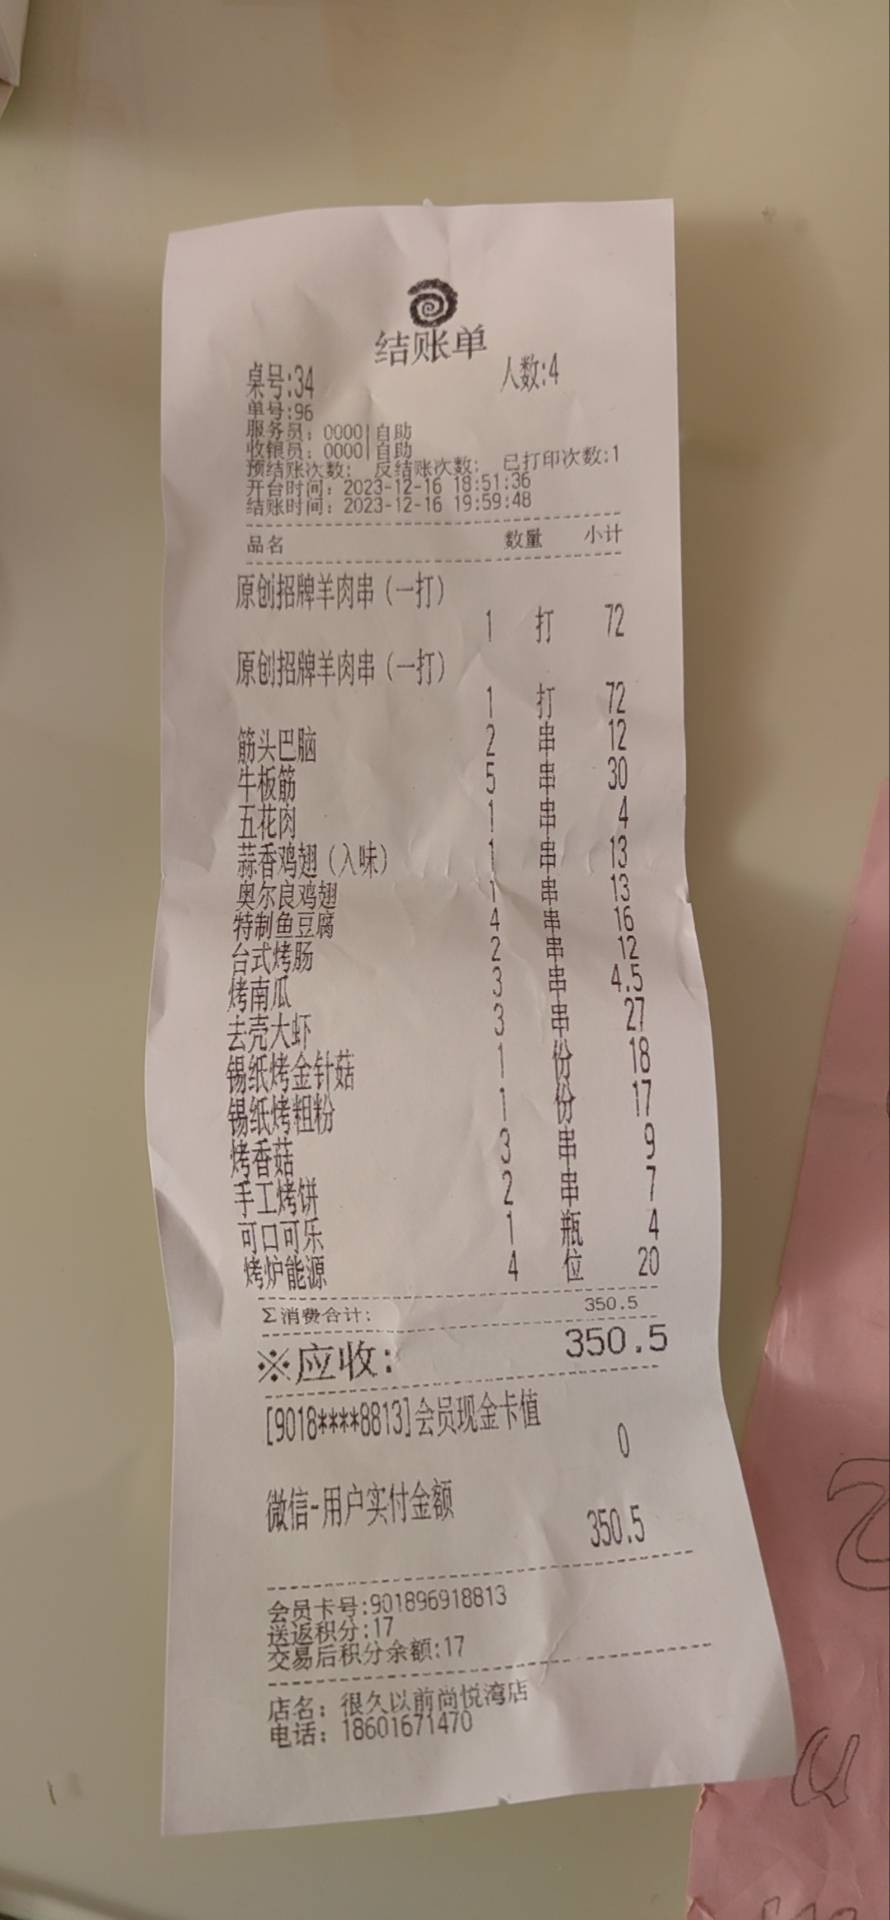 结账单
桌号:34 人数:4
单号:96
服务员: 0000|自助
收银员: 0000|自助
预结账次数: 反结账次数: 已打印次数:1
开台时间: 2023-12-16 18:51:36
结账时间: 2023-12-16 19:59:48
品名 数量 小计
原创招牌羊肉串(一打)
1 打 72
原创招牌羊肉串(一打)
1 打 72
筋头巴脑 2 串 12
牛板筋 5 串 30
五花肉 1 串 4
蒜香鸡翅(入味) 1 串 13
奥尔良鸡翅 1 串 13
特制鱼豆腐 4 串 16
台式烤肠 2 串 12
烤南瓜 3 串 4.5
去壳大虾 3 串 27
锡纸烤金针菇 1 份 18
锡纸烤粗粉 1 份 17
烤香菇 3 串 9
手工烤饼 2 串 7
可口可乐 1 瓶 4
烤炉能源 4 位 20
Σ消费合计: 350.5
※应收: 350.5
[9018****8813]会员现金卡值
0
微信-用户实付金额
350.5
会员卡号:901896918813
送返积分:17
交易后积分余额:17
店名: 很久以前尚悦湾店
电话: 18601671470